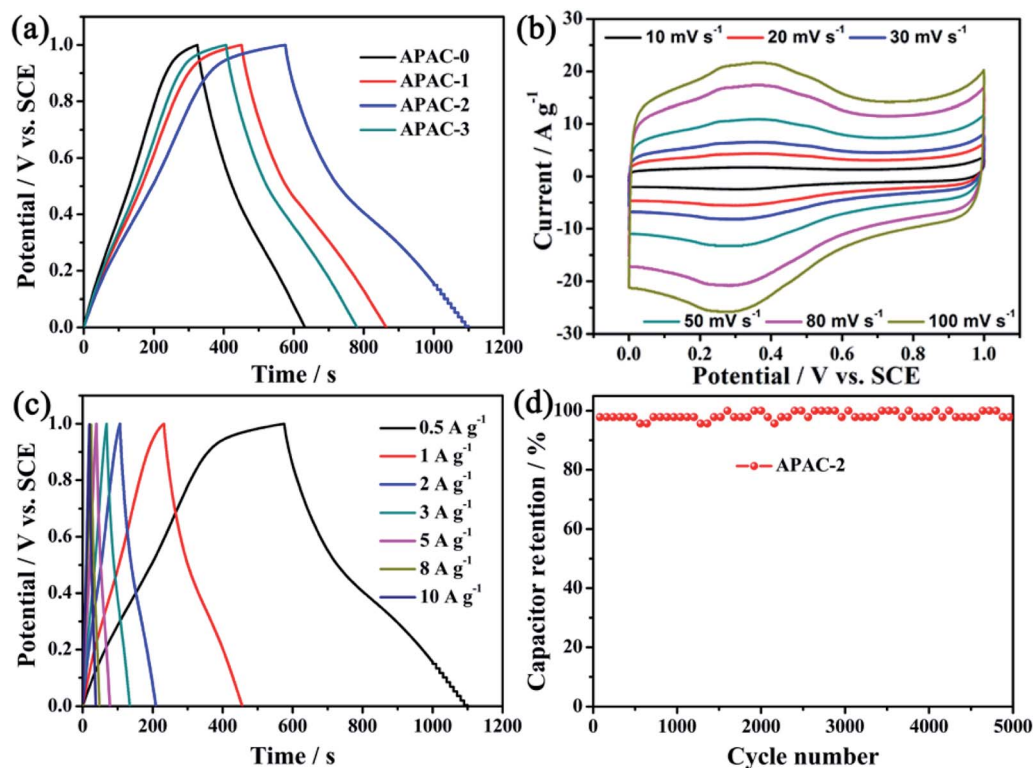 (a)
1.0
0.8
0.6
0.4
0.2
0.0
Potential / V vs. SCE
APAC-0
APAC-1
APAC-2
APAC-3
0 200 400 600 800 1000 1200
Time / s
(b)
30
20
10
0
-10
-20
-30
Current / A g-1
10 mV s-1 20 mV s-1 30 mV s-1
50 mV s-1 80 mV s-1 100 mV s-1
0.0 0.2 0.4 0.6 0.8 1.0
Potential / V vs. SCE
(c)
1.0
0.8
0.6
0.4
0.2
0.0
Potential / V vs. SCE
0.5 A g-1
1 A g-1
2 A g-1
3 A g-1
5 A g-1
8 A g-1
10 A g-1
0 200 400 600 800 1000 1200
Time / s
(d)
100
80
60
40
20
0
Capacitor retention / %
APAC-2
0 1000 2000 3000 4000 5000
Cycle number